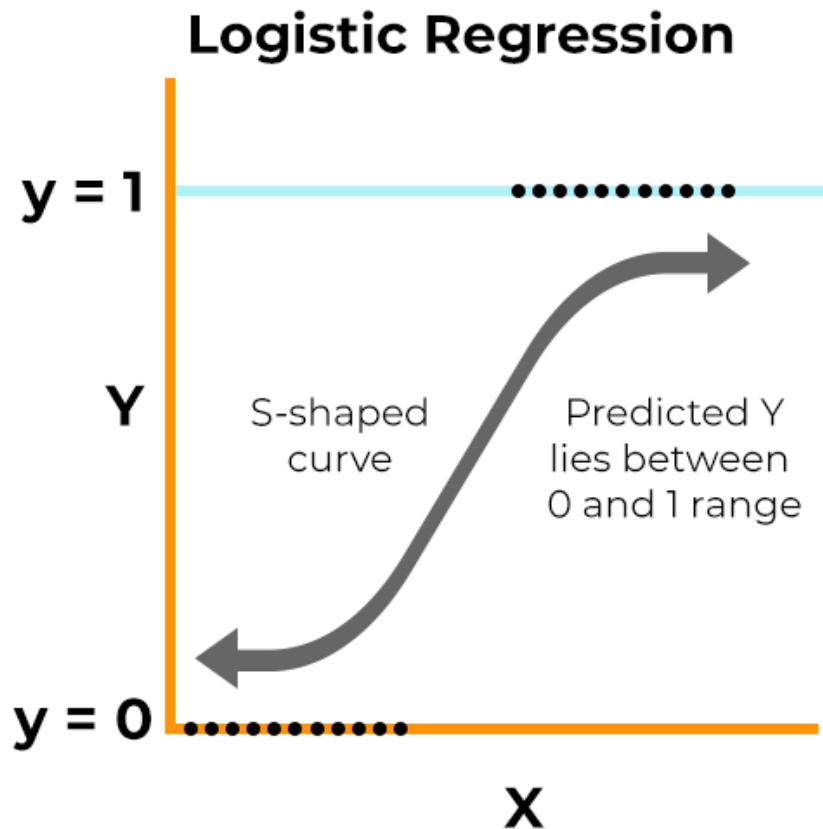 Logistic Regression
y = 1
Y
S-shaped
curve
Predicted Y
lies between
0 and 1 range
y = 0
X